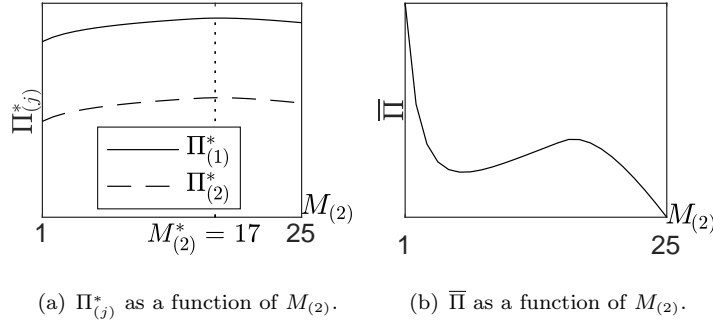 Π*(j)
Π*(1)
Π*(2)
M(2)
1
M*(2) = 17
25
(a) Π*(j) as a function of M(2).
Π̅
M(2)
1
25
(b) Π̅ as a function of M(2).